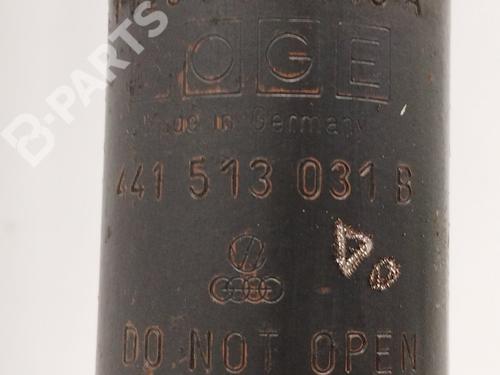 B-PARTS
BOGE
Made in Germany
441 513 031 B
DO NOT OPEN